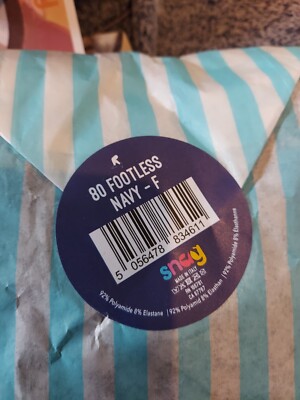 80 FOOTLESS
NAVY - F
5 056478 834611
snag
MADE IN ITALY
92% Polyamide 8% Elastane | 92% Polyamid 8% Elasthan | 92% Polyamide 8% Elasthanne